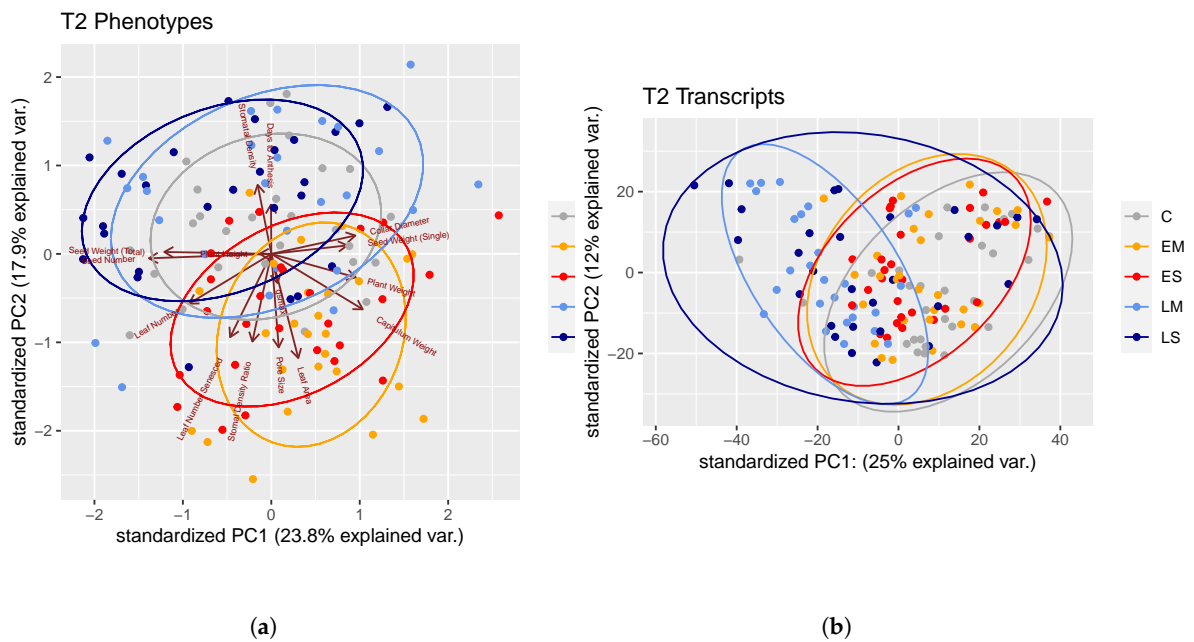 T2 Phenotypes
standardized PC2 (17.9% explained var.)
2
1
0
−1
−2
−2
−1
0
1
2
standardized PC1 (23.8% explained var.)
Stomatal Density
Days to Anthesis
Collar Diameter
Seed Weight (Single)
Seed Weight (Total)
Seed Number
Height
Plant Weight
Leaf Number
Capitulum Weight
Leaf Number Senesced
Stomal Density Ratio
Pore Size
Leaf Area
(a)
T2 Transcripts
standardized PC2 (12% explained var.)
20
0
−20
−60
−40
−20
0
20
40
standardized PC1: (25% explained var.)
C
EM
ES
LM
LS
(b)